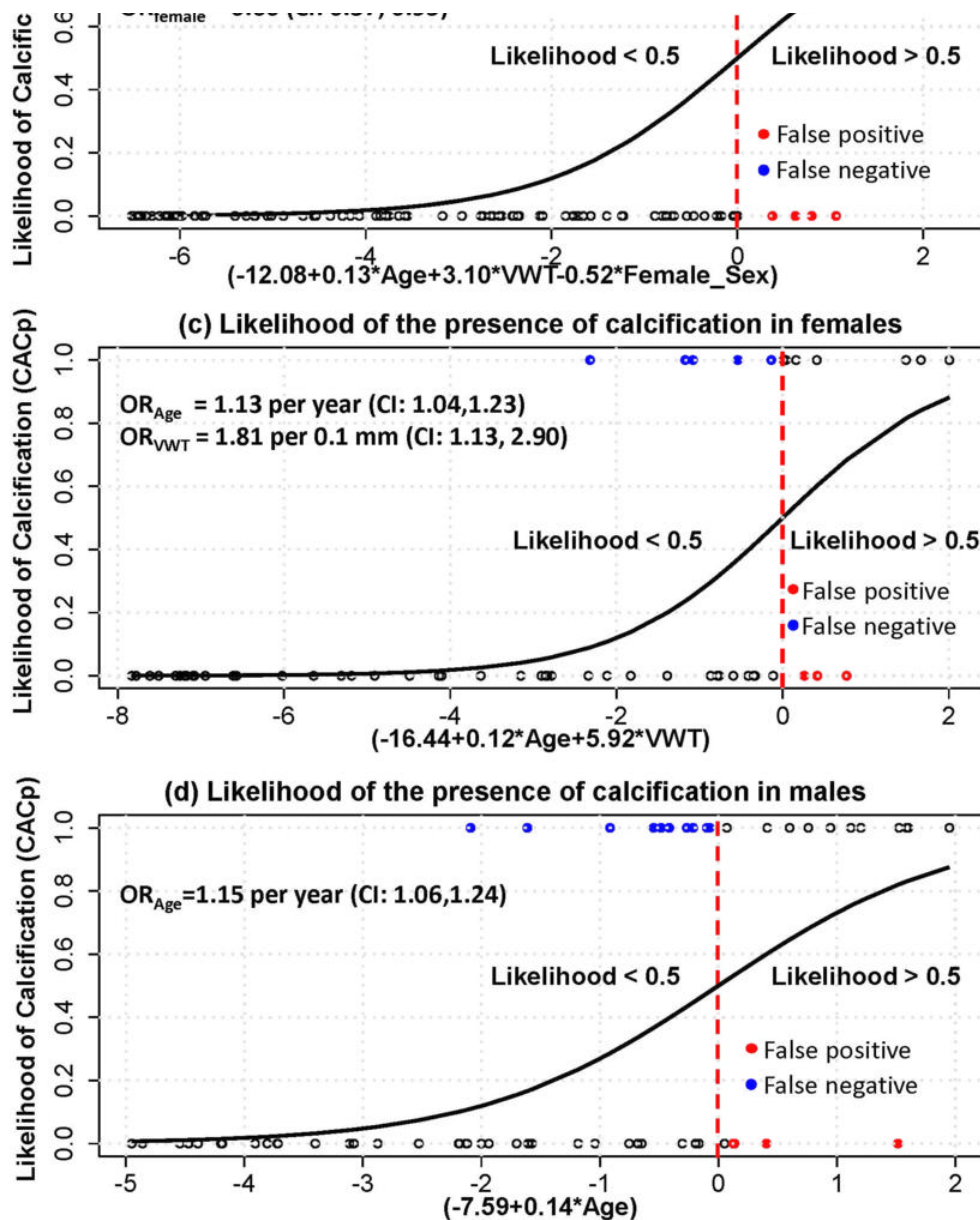 Likelihood < 0.5
Likelihood > 0.5
Likelihood of Calcific
0.6
0.4
0.2
0.0
False positive
False negative
-6
-4
-2
0
2
(-12.08+0.13*Age+3.10*VWT-0.52*Female_Sex)
(c) Likelihood of the presence of calcification in females
Likelihood of Calcification (CACp)
1.0
0.8
0.6
0.4
0.2
0.0
ORAge = 1.13 per year (CI: 1.04,1.23)
ORVWT = 1.81 per 0.1 mm (CI: 1.13, 2.90)
Likelihood < 0.5
Likelihood > 0.5
False positive
False negative
-8
-6
-4
-2
0
2
(-16.44+0.12*Age+5.92*VWT)
(d) Likelihood of the presence of calcification in males
Likelihood of Calcification (CACp)
1.0
0.8
0.6
0.4
0.2
0.0
ORAge=1.15 per year (CI: 1.06,1.24)
Likelihood < 0.5
Likelihood > 0.5
False positive
False negative
-5
-4
-3
-2
-1
0
1
2
(-7.59+0.14*Age)